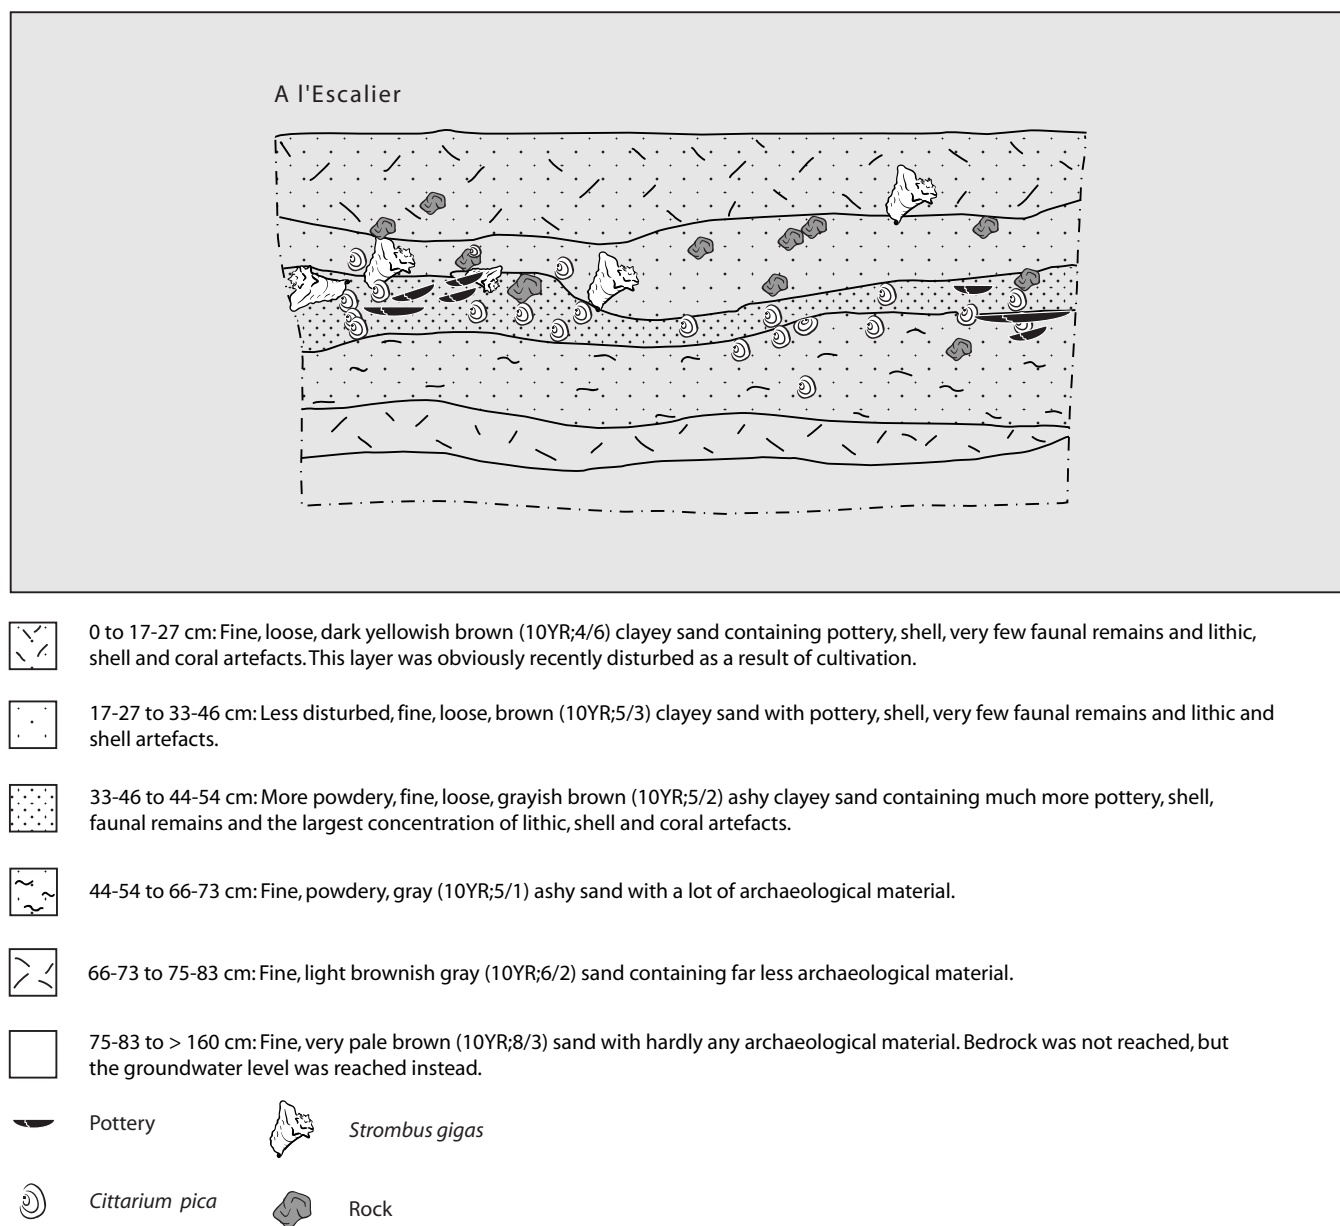 A l'Escalier
0 to 17-27 cm: Fine, loose, dark yellowish brown (10YR;4/6) clayey sand containing pottery, shell, very few faunal remains and lithic,
shell and coral artefacts. This layer was obviously recently disturbed as a result of cultivation.
17-27 to 33-46 cm: Less disturbed, fine, loose, brown (10YR;5/3) clayey sand with pottery, shell, very few faunal remains and lithic and
shell artefacts.
33-46 to 44-54 cm: More powdery, fine, loose, grayish brown (10YR;5/2) ashy clayey sand containing much more pottery, shell,
faunal remains and the largest concentration of lithic, shell and coral artefacts.
44-54 to 66-73 cm: Fine, powdery, gray (10YR;5/1) ashy sand with a lot of archaeological material.
66-73 to 75-83 cm: Fine, light brownish gray (10YR;6/2) sand containing far less archaeological material.
75-83 to > 160 cm: Fine, very pale brown (10YR;8/3) sand with hardly any archaeological material. Bedrock was not reached, but
the groundwater level was reached instead.
Pottery
Strombus gigas
Cittarium pica
Rock